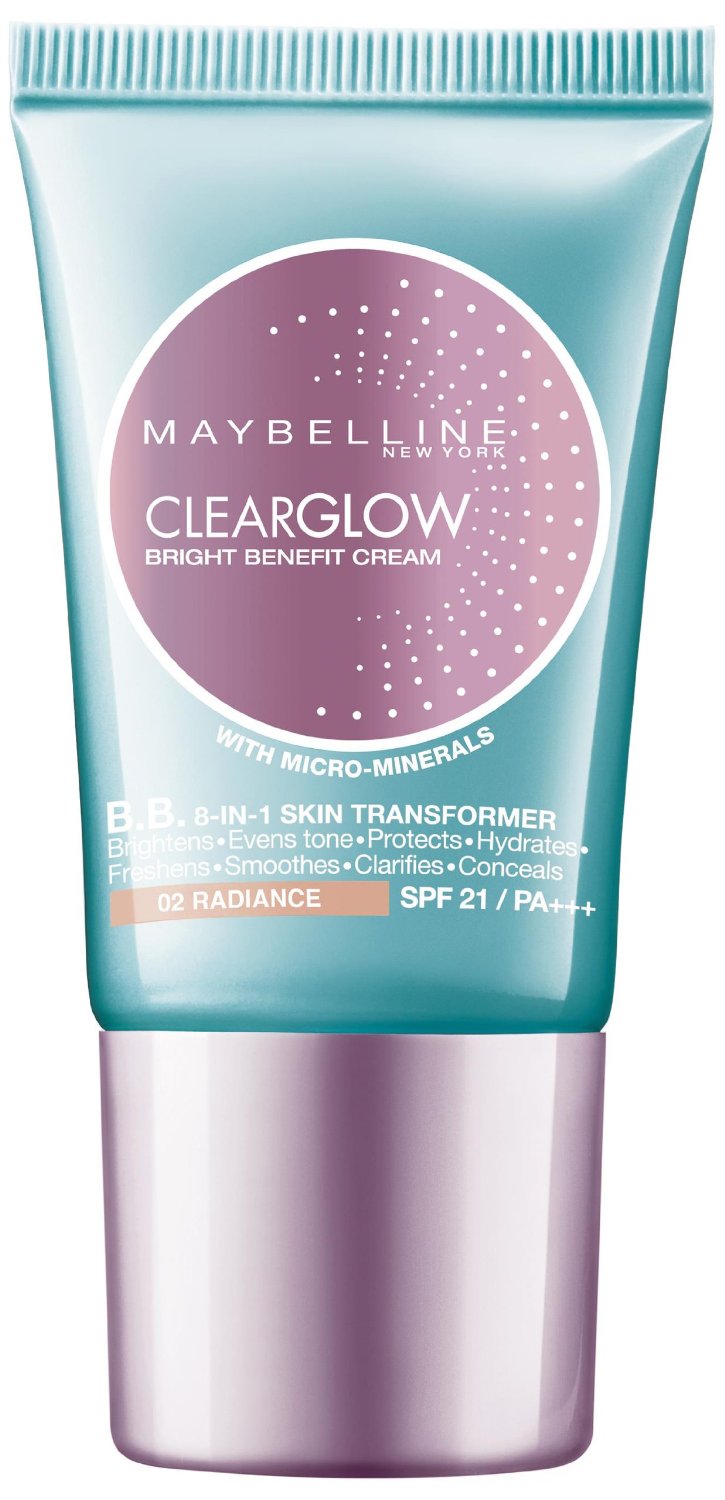 MAYBELLINE
NEW YORK
CLEARGLOW
BRIGHT BENEFIT CREAM
WITH MICRO-MINERALS
B.B. 8-IN-1 SKIN TRANSFORMER
Brightens•Evens tone•Protects•Hydrates•
Freshens•Smoothes•Clarifies•Conceals
02 RADIANCE SPF 21 / PA+++